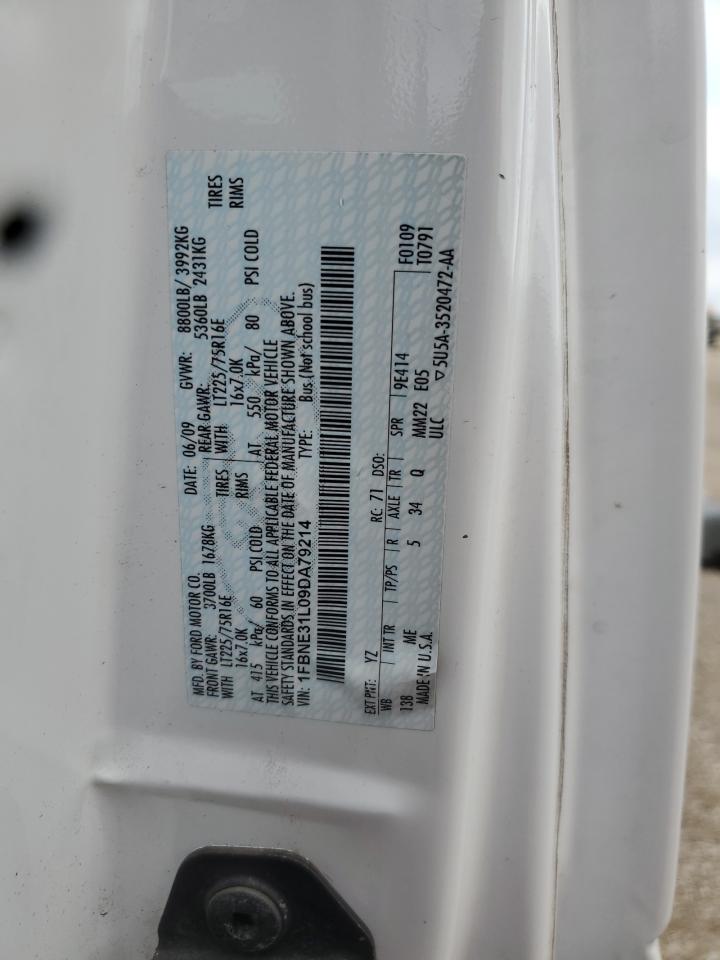 MFD. BY FORD MOTOR CO. DATE: 06/09 GVWR: 8800LB/ 3992KG
FRONT GAWR: 3700LB 1678KG REAR GAWR: 5360LB 2431KG
WITH LT225/75R16E TIRES WITH LT225/75R16E TIRES
16x7.0K RIMS 16x7.0K RIMS
AT 415 kPa/ 60 PSI COLD AT 550 kPa/ 80 PSI COLD
THIS VEHICLE CONFORMS TO ALL APPLICABLE FEDERAL MOTOR VEHICLE
SAFETY STANDARDS IN EFFECT ON THE DATE OF MANUFACTURE SHOWN ABOVE.
VIN: 1FBNE31L09DA79214 TYPE: Bus (Not school bus)
EXT PNT: YZ RC: 71 DSO: F0109
WB INT TR TP/PS R AXLE TR SPR 9E414 T0791
138 ME 5 34 Q MM22 E05
MADE IN U.S.A. ULC ▽5U5A-3520472-AA